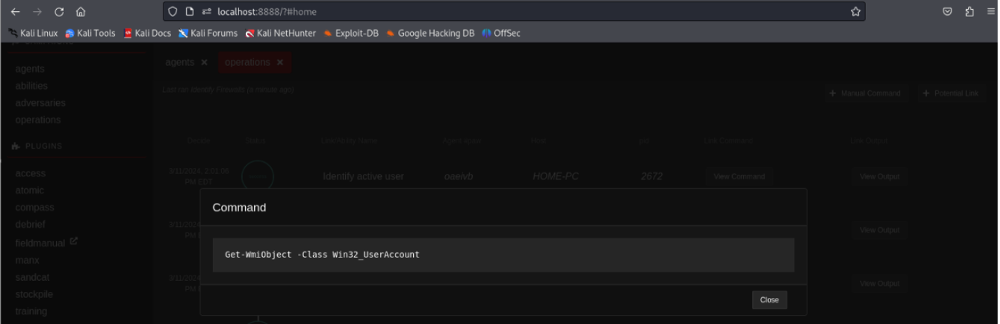 localhost:8888/?#home
Kali Linux Kali Tools Kali Docs Kali Forums Kali NetHunter Exploit-DB Google Hacking DB OffSec
agents operations
agents
abilities
adversaries
operations
Last ran Identify Firewalls (a minute ago)
+ Manual Command + Potential Link
PLUGINS
Decide Status Link/Ability Name Agent #paw Host pid Link Command Link Output
access
atomic
compass
debrief
fieldmanual
manx
sandcat
stockpile
training
3/11/2024, 2:01:06
PM EDT
Identify active user oaeivb HOME-PC 2672 View Command View Output
Command
3/11/2024
PM
View Output
Get-WmiObject -Class Win32_UserAccount
3/11/2024
PM
View Output
Close